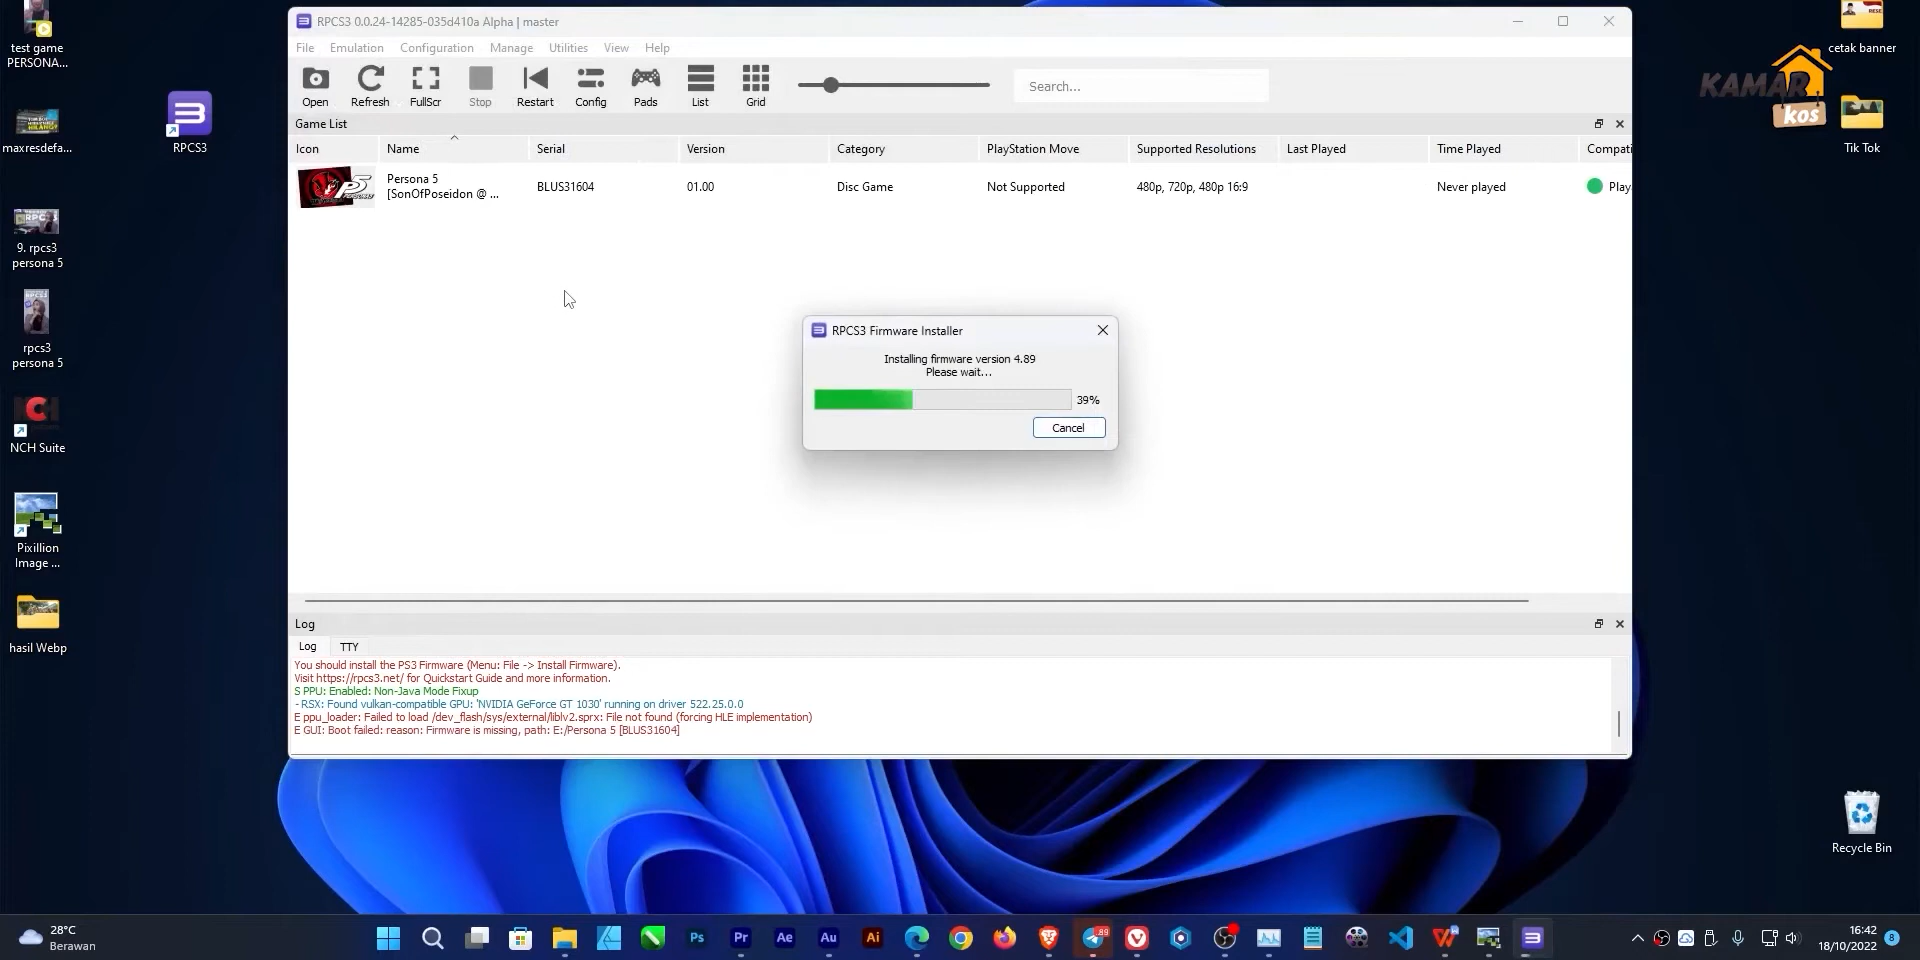 test game
PERSONA...
maxresdefa...
9. rpcs3
persona 5
rpcs3
persona 5
NCH Suite
Pixillion
Image ...
hasil Webp
RPCS3
RPCS3 0.0.24-14285-035d410a Alpha | master
File Emulation Configuration Manage Utilities View Help
Open Refresh FullScr Stop Restart Config Pads List Grid
Search...
Game List
Icon Name Serial Version Category PlayStation Move Supported Resolutions Last Played Time Played Compati
Persona 5
[SonOfPoseidon @ ...
BLUS31604 01.00 Disc Game Not Supported 480p, 720p, 480p 16:9 Never played Play
RPCS3 Firmware Installer
Installing firmware version 4.89
Please wait...
39%
Cancel
Log
Log TTY
You should install the PS3 Firmware (Menu: File -> Install Firmware).
Visit https://rpcs3.net/ for Quickstart Guide and more information.
S PPU: Enabled: Non-Java Mode Fixup
- RSX: Found vulkan-compatible GPU: 'NVIDIA GeForce GT 1030' running on driver 522.25.0.0
E ppu_loader: Failed to load /dev_flash/sys/external/liblv2.sprx: File not found (forcing HLE implementation)
E GUI: Boot failed: reason: Firmware is missing, path: E:/Persona 5 [BLUS31604]
cetak banner
KAMAR
kos
Tik Tok
Recycle Bin
28°C
Berawan
Ps Pr Ae Au Ai
.89
16:42
18/10/2022
8